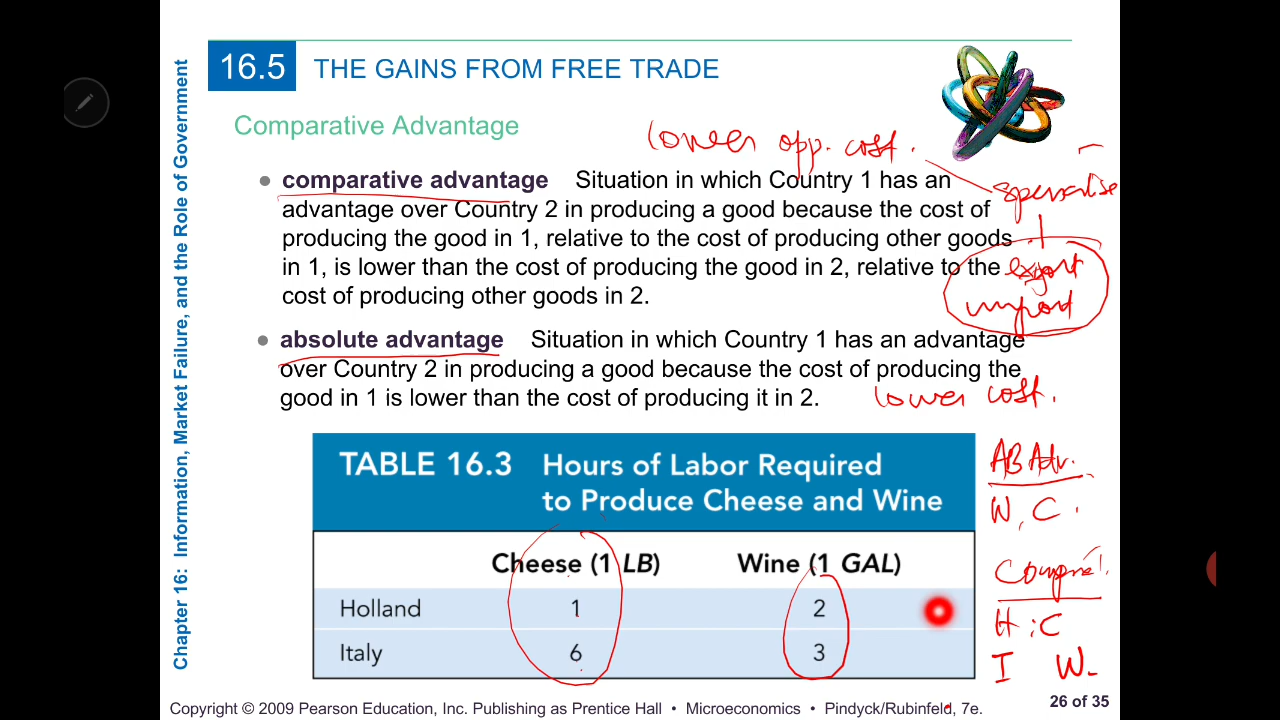 16.5 THE GAINS FROM FREE TRADE
Comparative Advantage
lower opp. cost.
• comparative advantage Situation in which Country 1 has an
advantage over Country 2 in producing a good because the cost of
producing the good in 1, relative to the cost of producing other goods
in 1, is lower than the cost of producing the good in 2, relative to the
cost of producing other goods in 2.
specialise
export
import
• absolute advantage Situation in which Country 1 has an advantage
over Country 2 in producing a good because the cost of producing the
good in 1 is lower than the cost of producing it in 2.
lower cost.
TABLE 16.3 Hours of Labor Required
to Produce Cheese and Wine
Cheese (1 LB) Wine (1 GAL)
Holland 1 2
Italy 6 3
AB Adv.
W, C.
H : C
I W
Chapter 16: Information, Market Failure, and the Role of Government
Copyright © 2009 Pearson Education, Inc. Publishing as Prentice Hall • Microeconomics • Pindyck/Rubinfeld, 7e.
26 of 35